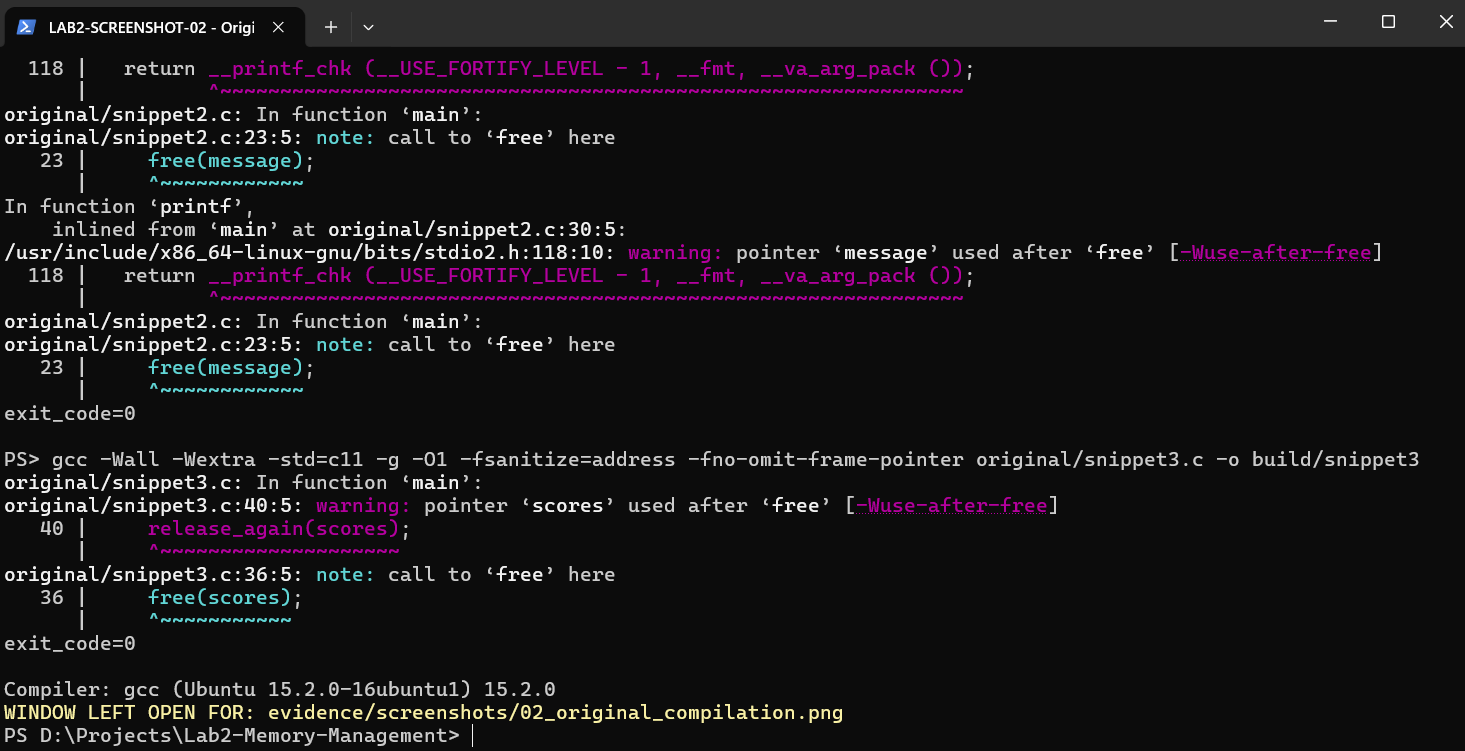 LAB2-SCREENSHOT-02 - Origi
118 |   return __printf_chk (__USE_FORTIFY_LEVEL - 1, __fmt, __va_arg_pack ());
    |          ^~~~~~~~~~~~~~~~~~~~~~~~~~~~~~~~~~~~~~~~~~~~~~~~~~~~~~~~~~~~~~~
original/snippet2.c: In function ‘main’:
original/snippet2.c:23:5: note: call to ‘free’ here
   23 |     free(message);
      |     ^~~~~~~~~~~~~
In function ‘printf’,
    inlined from ‘main’ at original/snippet2.c:30:5:
/usr/include/x86_64-linux-gnu/bits/stdio2.h:118:10: warning: pointer ‘message’ used after ‘free’ [-Wuse-after-free]
  118 |   return __printf_chk (__USE_FORTIFY_LEVEL - 1, __fmt, __va_arg_pack ());
      |          ^~~~~~~~~~~~~~~~~~~~~~~~~~~~~~~~~~~~~~~~~~~~~~~~~~~~~~~~~~~~~~~
original/snippet2.c: In function ‘main’:
original/snippet2.c:23:5: note: call to ‘free’ here
   23 |     free(message);
      |     ^~~~~~~~~~~~~
exit_code=0
PS> gcc -Wall -Wextra -std=c11 -g -O1 -fsanitize=address -fno-omit-frame-pointer original/snippet3.c -o build/snippet3
original/snippet3.c: In function ‘main’:
original/snippet3.c:40:5: warning: pointer ‘scores’ used after ‘free’ [-Wuse-after-free]
   40 |     release_again(scores);
      |     ^~~~~~~~~~~~~~~~~~~~~
original/snippet3.c:36:5: note: call to ‘free’ here
   36 |     free(scores);
      |     ^~~~~~~~~~~~
exit_code=0
Compiler: gcc (Ubuntu 15.2.0-16ubuntu1) 15.2.0
WINDOW LEFT OPEN FOR: evidence/screenshots/02_original_compilation.png
PS D:\Projects\Lab2-Memory-Management>